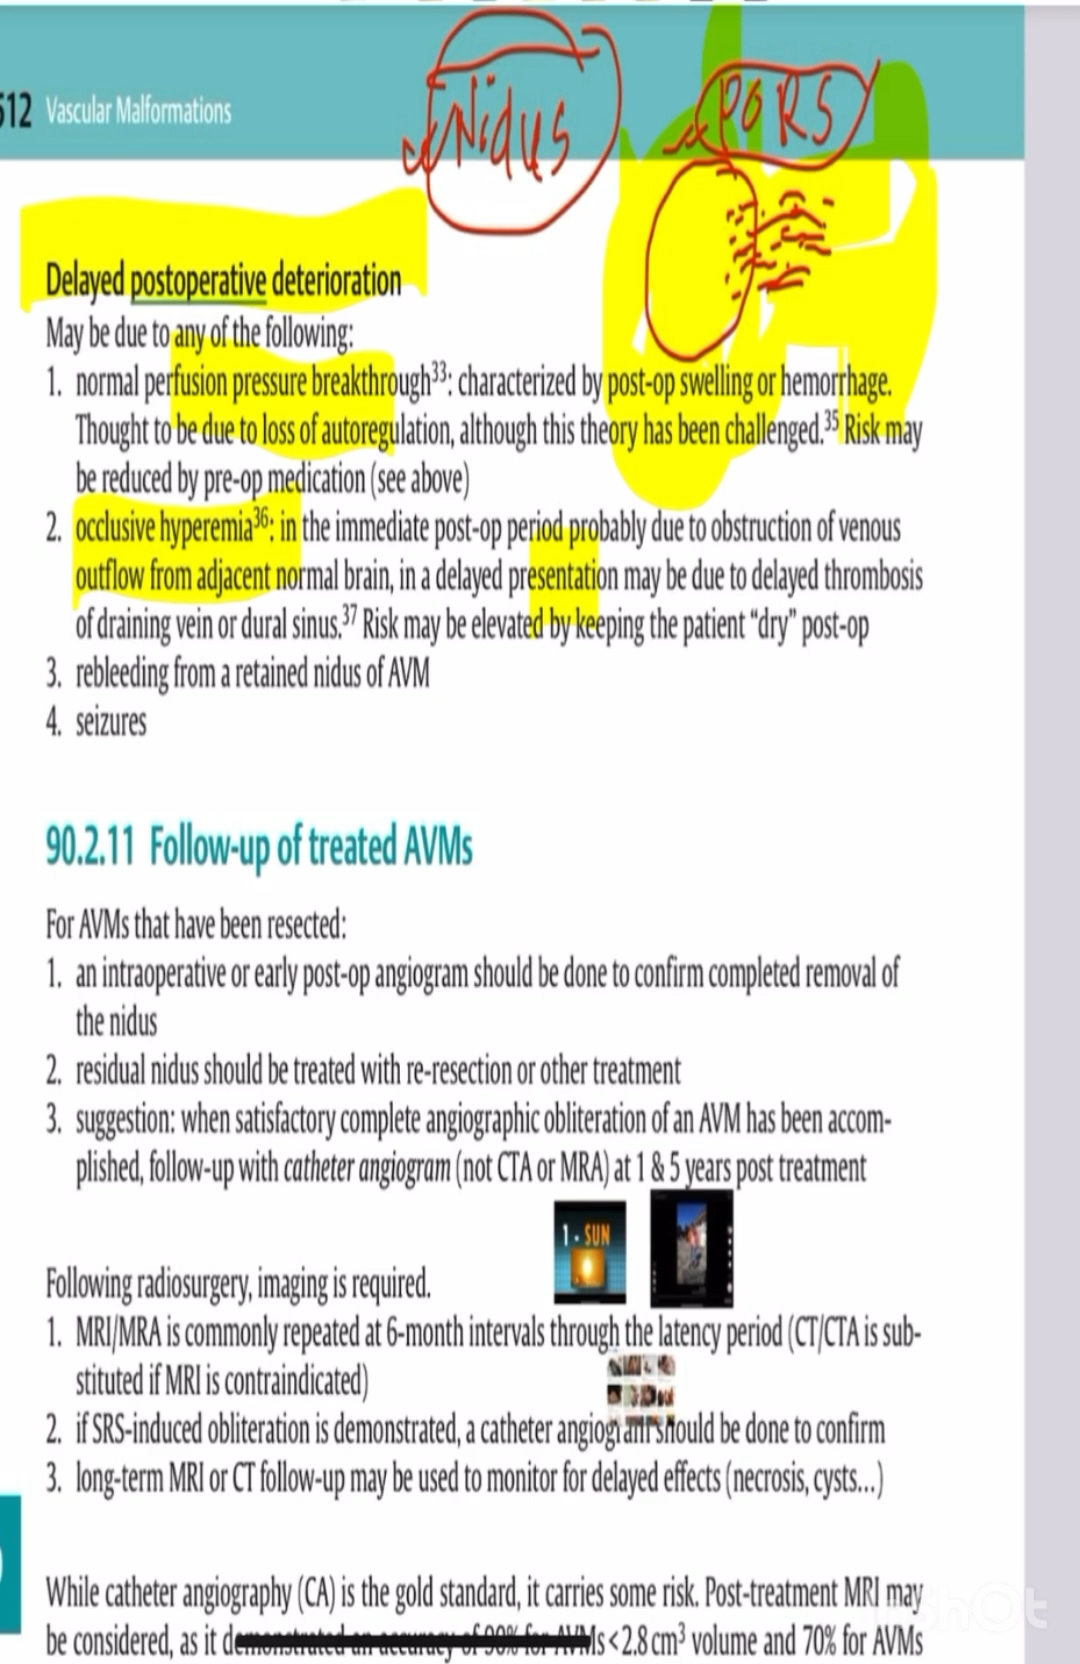 Nidus
PORS
512 Vascular Malformations
Delayed postoperative deterioration
May be due to any of the following:
1. normal perfusion pressure breakthrough33: characterized by post-op swelling or hemorrhage.
Thought to be due to loss of autoregulation, although this theory has been challenged.35 Risk may
be reduced by pre-op medication (see above)
2. occlusive hyperemia36: in the immediate post-op period probably due to obstruction of venous
outflow from adjacent normal brain, in a delayed presentation may be due to delayed thrombosis
of draining vein or dural sinus.37 Risk may be elevated by keeping the patient “dry” post-op
3. rebleeding from a retained nidus of AVM
4. seizures
90.2.11 Follow-up of treated AVMs
For AVMs that have been resected:
1. an intraoperative or early post-op angiogram should be done to confirm completed removal of
the nidus
2. residual nidus should be treated with re-resection or other treatment
3. suggestion: when satisfactory complete angiographic obliteration of an AVM has been accom-
plished, follow-up with catheter angiogram (not CTA or MRA) at 1 & 5 years post treatment
1 - SUN
Following radiosurgery, imaging is required.
1. MRI/MRA is commonly repeated at 6-month intervals through the latency period (CT/CTA is sub-
stituted if MRI is contraindicated)
2. if SRS-induced obliteration is demonstrated, a catheter angiogram should be done to confirm
3. long-term MRI or CT follow-up may be used to monitor for delayed effects (necrosis, cysts...)
While catheter angiography (CA) is the gold standard, it carries some risk. Post-treatment MRI may
be considered, as it demonstrated an accuracy of 90% for AVMs<2.8 cm3 volume and 70% for AVMs